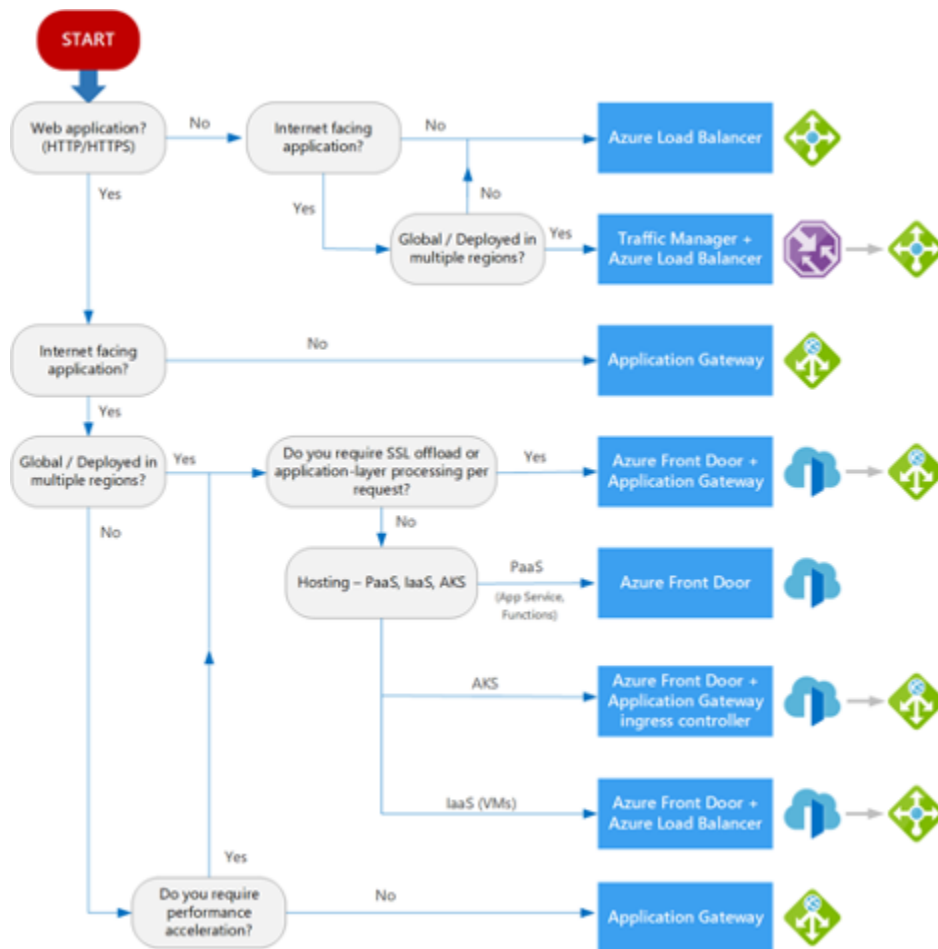 START
Web application?
(HTTP/HTTPS)
No
Internet facing
application?
No
Azure Load Balancer
Yes
Yes
No
Global / Deployed in
multiple regions?
Yes
Traffic Manager +
Azure Load Balancer
Internet facing
application?
No
Application Gateway
Yes
Global / Deployed in
multiple regions?
Yes
Do you require SSL offload or
application-layer processing per
request?
Yes
Azure Front Door +
Application Gateway
No
No
Hosting – PaaS, IaaS, AKS
PaaS
(App Service,
Functions)
Azure Front Door
AKS
Azure Front Door +
Application Gateway
ingress controller
IaaS (VMs)
Azure Front Door +
Azure Load Balancer
Yes
Do you require
performance
acceleration?
No
Application Gateway